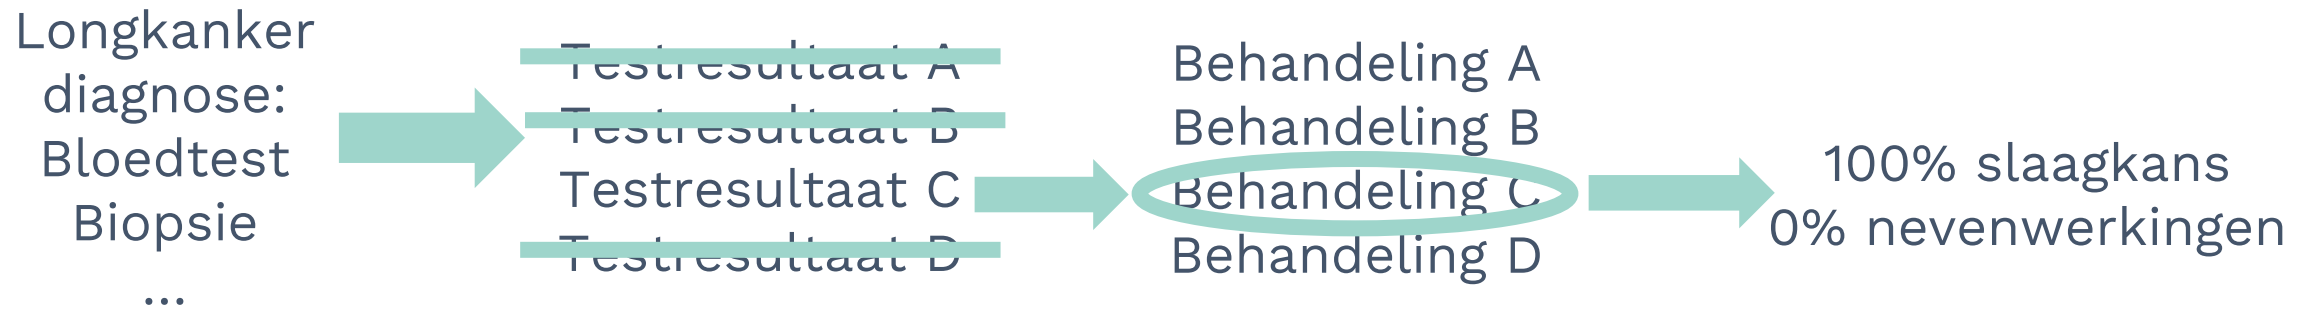 Longkanker
diagnose:
Bloedtest
Biopsie
...
Testresultaat A
Testresultaat B
Testresultaat C
Testresultaat D
Behandeling A
Behandeling B
Behandeling C
Behandeling D
100% slaagkans
0% nevenwerkingen